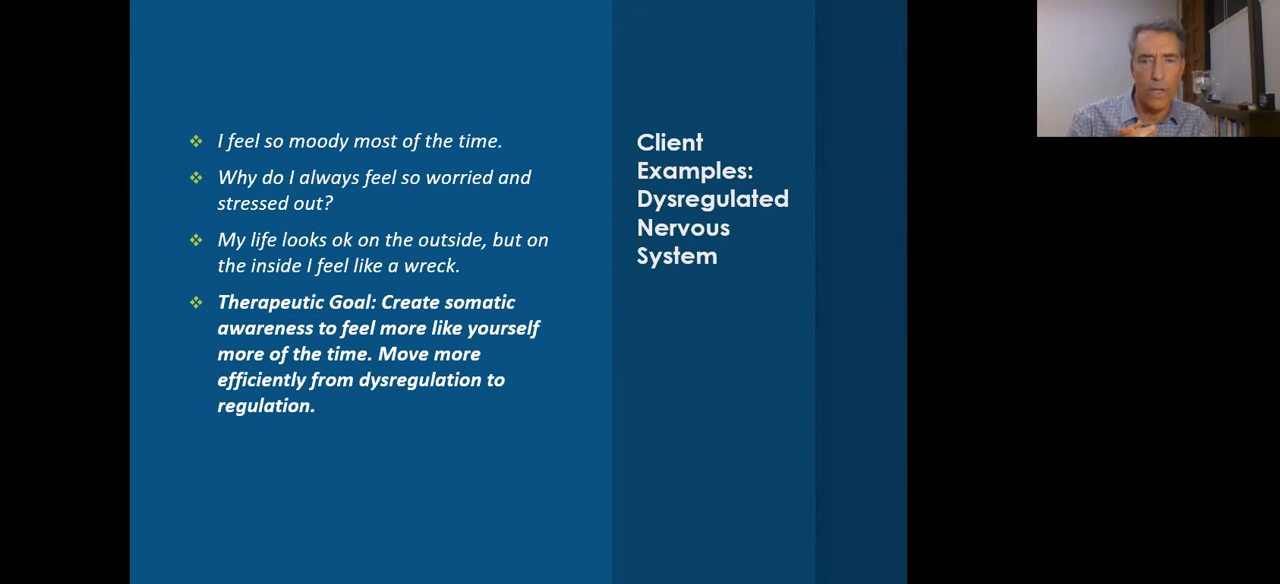 I feel so moody most of the time.
Why do I always feel so worried and
stressed out?
My life looks ok on the outside, but on
the inside I feel like a wreck.
Therapeutic Goal: Create somatic
awareness to feel more like yourself
more of the time. Move more
efficiently from dysregulation to
regulation.
Client
Examples:
Dysregulated
Nervous
System